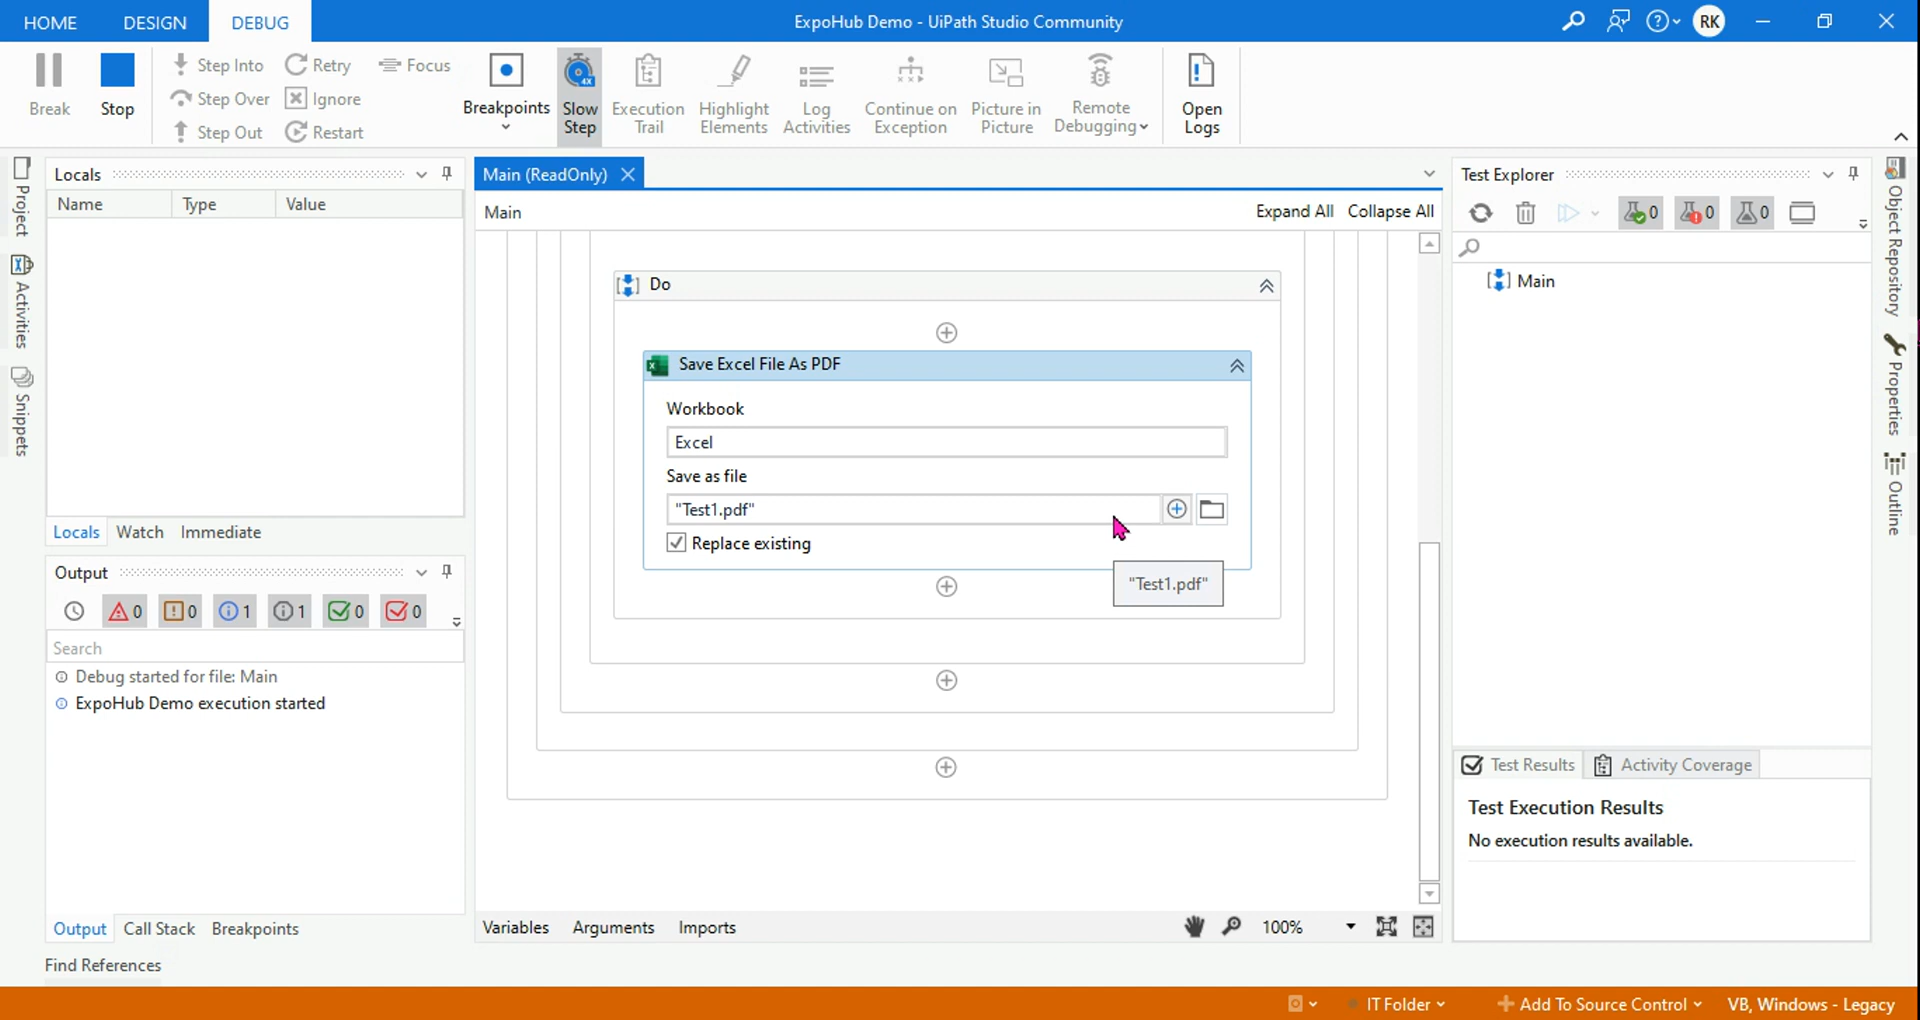 HOME DESIGN DEBUG ExpoHub Demo - UiPath Studio Community RK
Break
Stop
Step Into
Step Over
Step Out
Retry
Ignore
Restart
Focus
Breakpoints
Slow
Step
4X
Execution
Trail
Highlight
Elements
Log
Activities
Continue on
Exception
Picture in
Picture
Remote
Debugging
Open
Logs
Project
Activities
Snippets
Locals
Name Type Value
Locals Watch Immediate
Output
0 0 1 1 0 0
Search
Debug started for file: Main
ExpoHub Demo execution started
Output Call Stack Breakpoints
Find References
Main (ReadOnly)
Main Expand All Collapse All
Do
Save Excel File As PDF
Workbook
Excel
Save as file
"Test1.pdf"
Replace existing
"Test1.pdf"
Variables Arguments Imports 100%
Test Explorer
0 0 0
Main
Test Results Activity Coverage
Test Execution Results
No execution results available.
Object Repository
Properties
Outline
IT Folder Add To Source Control VB, Windows - Legacy